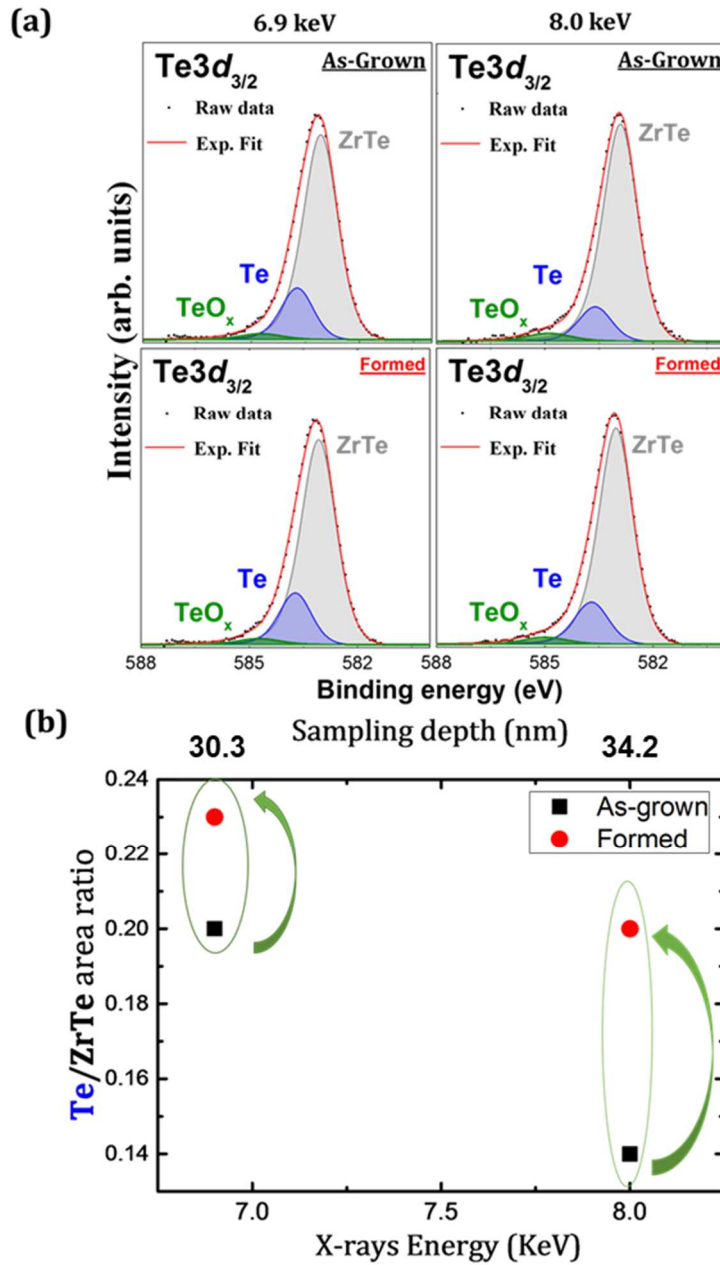 (a)
6.9 keV
8.0 keV
Te3d3/2
As-Grown
Raw data
Exp. Fit
ZrTe
Te
TeOx
Te3d3/2
As-Grown
Raw data
Exp. Fit
ZrTe
Te
TeOx
Intensity (arb. units)
Te3d3/2
Formed
Raw data
Exp. Fit
ZrTe
Te
TeOx
Te3d3/2
Formed
Raw data
Exp. Fit
ZrTe
Te
TeOx
588 585 582 588 585 582
Binding energy (eV)
(b)
Sampling depth (nm)
30.3 34.2
0.24
0.22
0.20
0.18
0.16
0.14
Te/ZrTe area ratio
As-grown
Formed
7.0 7.5 8.0
X-rays Energy (KeV)